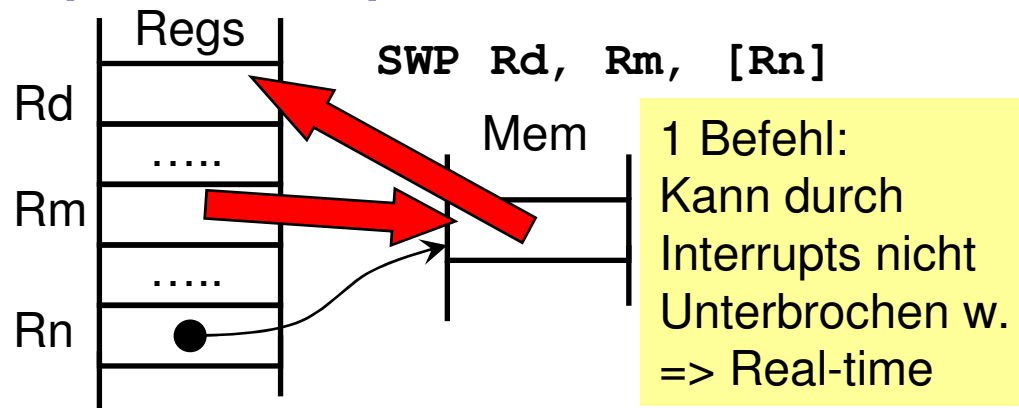 Regs
SWP Rd, Rm, [Rn]
Rd
Mem
…..
Rm
…..
Rn
1 Befehl:
Kann durch
Interrupts nicht
Unterbrochen w.
=> Real-time